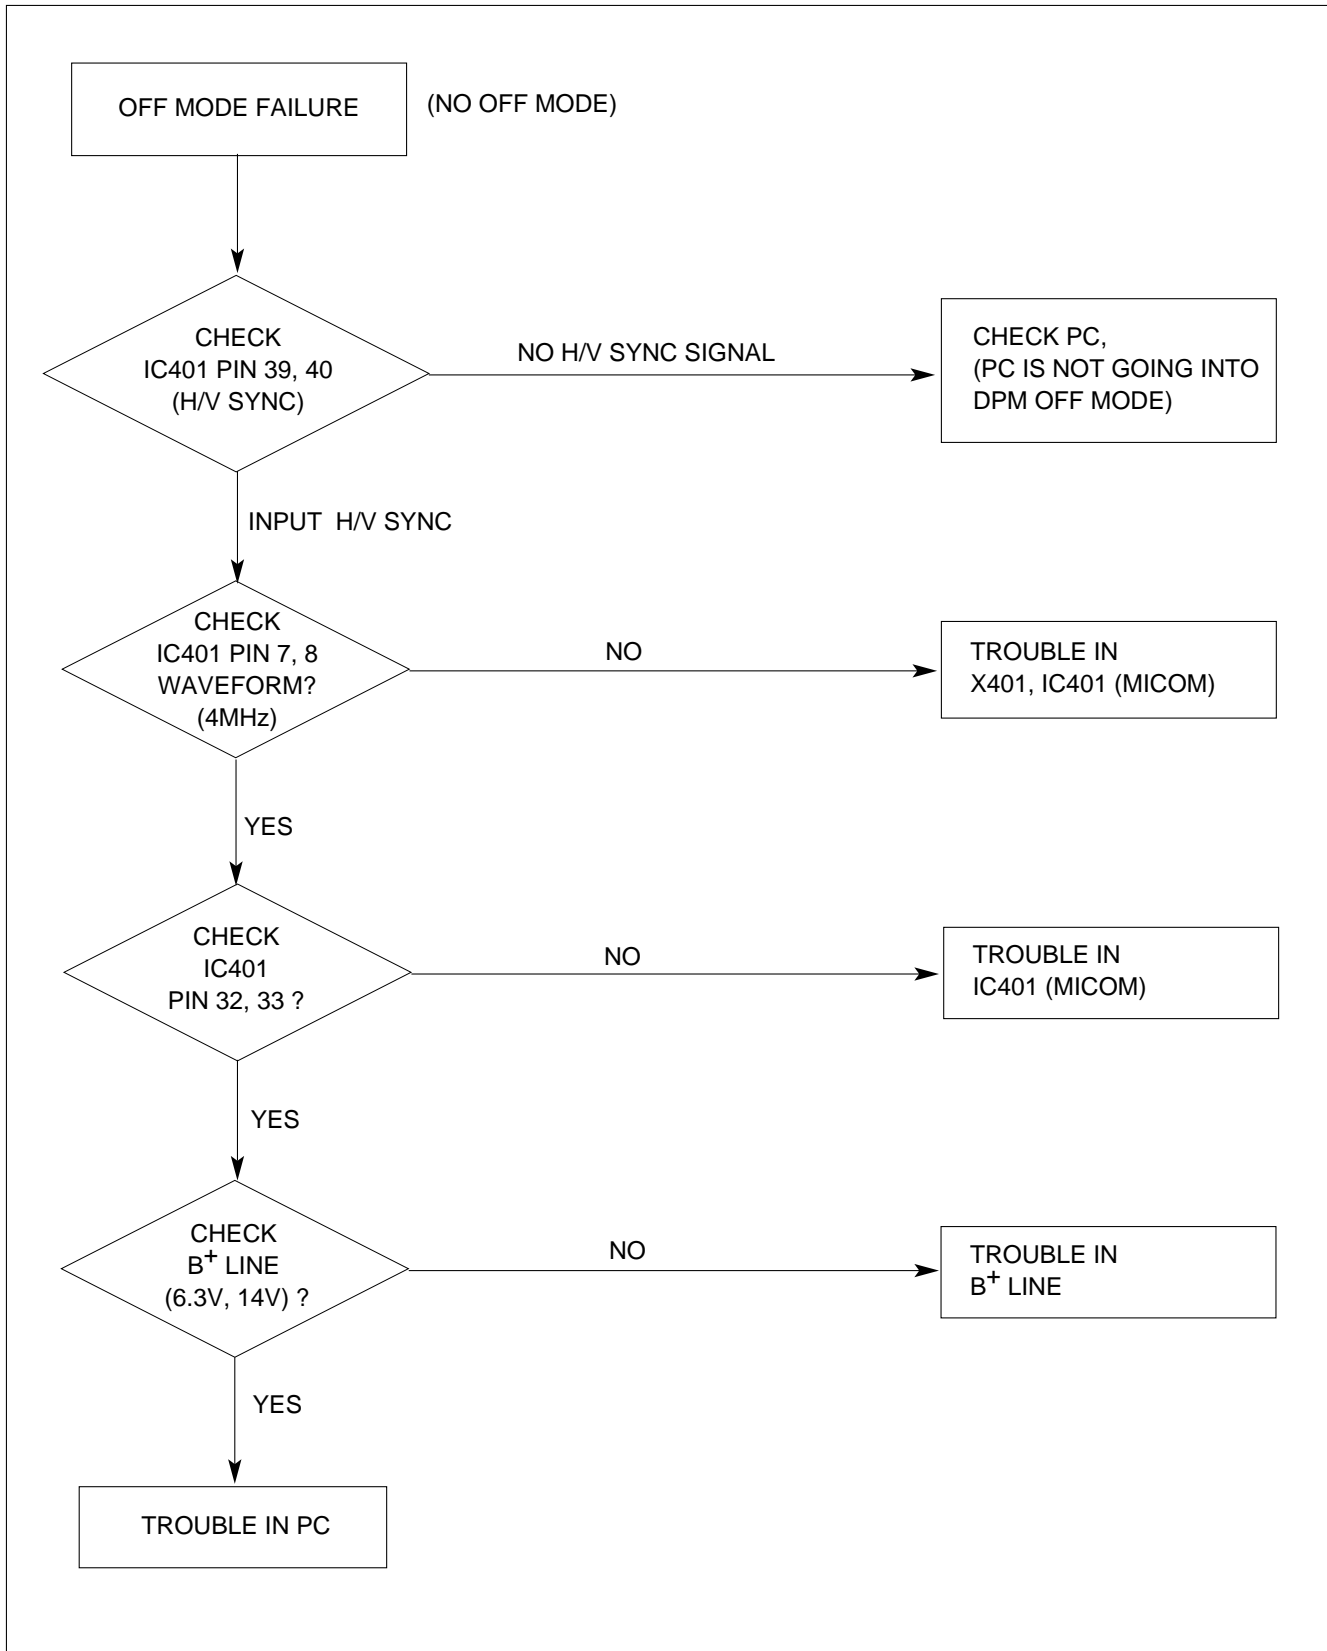 OFF MODE FAILURE
(NO OFF MODE)
CHECK
IC401 PIN 39, 40
(H/V SYNC)
NO H/V SYNC SIGNAL
CHECK PC,
(PC IS NOT GOING INTO
DPM OFF MODE)
INPUT H/V SYNC
CHECK
IC401 PIN 7, 8
WAVEFORM?
(4MHz)
NO
TROUBLE IN
X401, IC401 (MICOM)
YES
CHECK
IC401
PIN 32, 33 ?
NO
TROUBLE IN
IC401 (MICOM)
YES
CHECK
B+ LINE
(6.3V, 14V) ?
NO
TROUBLE IN
B+ LINE
YES
TROUBLE IN PC